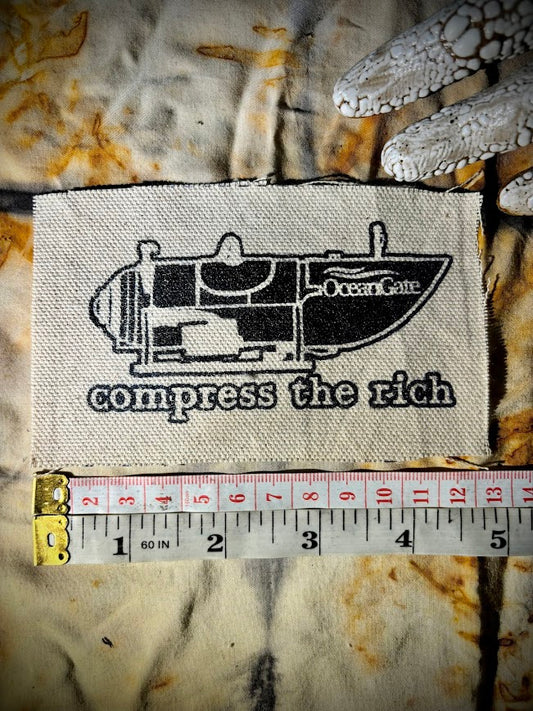 OceanGate
compress the rich
2 3 4 5 6 7 8 9 10 11 12 13 14
1 60 IN 2 3 4 5